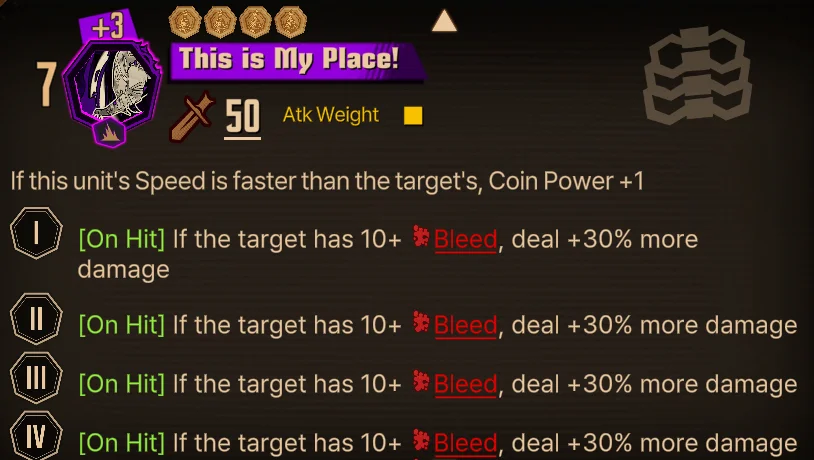 +3
7
This is My Place!
50 Atk Weight
If this unit's Speed is faster than the target's, Coin Power +1
I
[On Hit] If the target has 10+ Bleed, deal +30% more
damage
II
[On Hit] If the target has 10+ Bleed, deal +30% more damage
III
[On Hit] If the target has 10+ Bleed, deal +30% more damage
IV
[On Hit] If the target has 10+ Bleed, deal +30% more damage